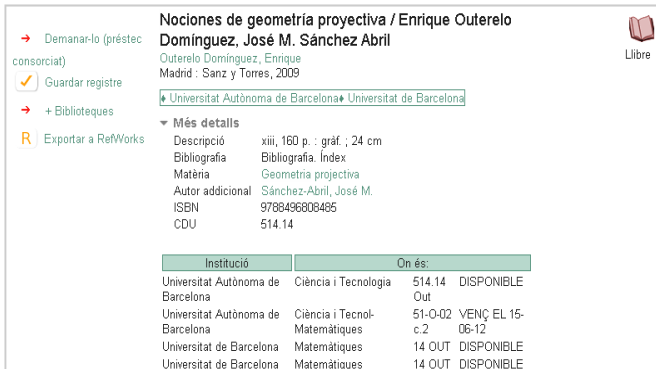 Demanar-lo (préstec
consorciat)
Guardar registre
+ Biblioteques
R Exportar a RefWorks
Nociones de geometría proyectiva / Enrique Outerelo
Domínguez, José M. Sánchez Abril
Outerelo Domínguez, Enrique
Madrid : Sanz y Torres, 2009
Universitat Autònoma de Barcelona Universitat de Barcelona
Més detalls
Descripció xiii, 160 p. : gràf. ; 24 cm
Bibliografia Bibliografia. Índex
Matèria Geometria projectiva
Autor addicional Sánchez-Abril, José M.
ISBN 9788496808485
CDU 514.14
Llibre
Institució On és:
Universitat Autònoma de Ciència i Tecnologia 514.14 DISPONIBLE
Barcelona Out
Universitat Autònoma de Ciència i Tecnol- 51-O-02 VENÇ EL 15-
Barcelona Matemàtiques c.2 06-12
Universitat de Barcelona Matemàtiques 14 OUT DISPONIBLE
Universitat de Barcelona Matemàtiques 14 OUT DISPONIBLE